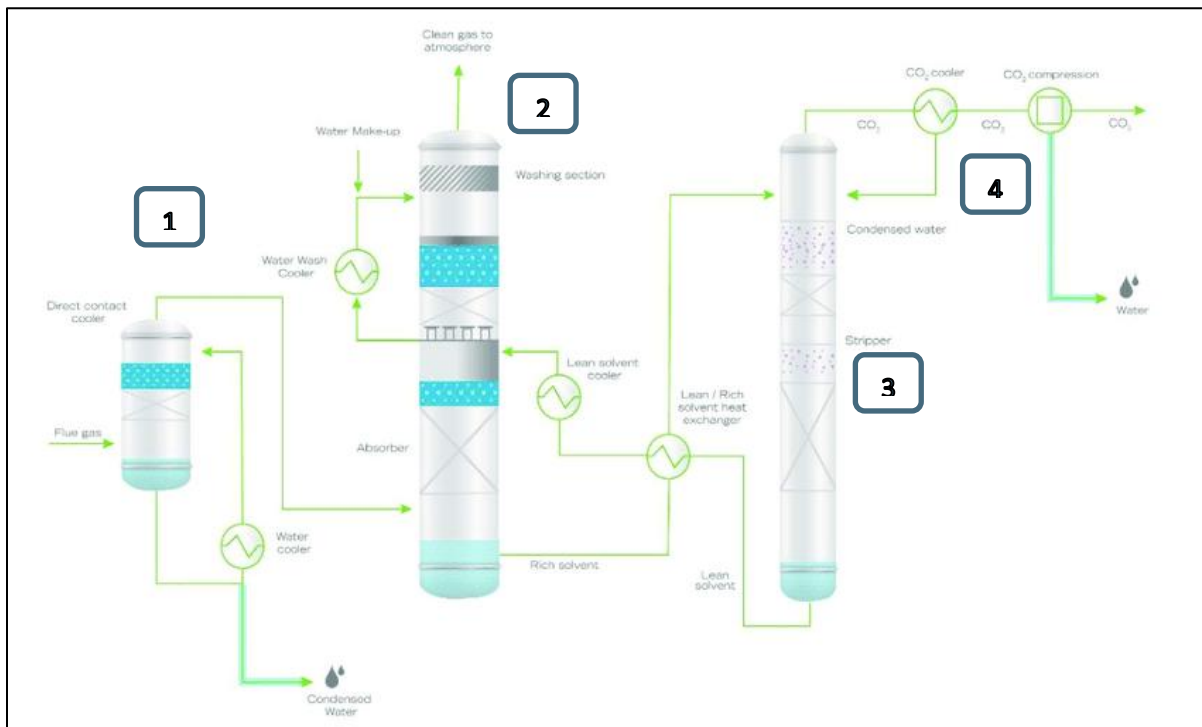 Clean gas to
atmosphere
2
CO₂ cooler
CO₂ compression
CO₂
CO₂
CO₂
Water Make-up
Washing section
1
4
Condensed water
Water Wash
Cooler
Direct contact
cooler
Water
Stripper
3
Lean solvent
cooler
Lean / Rich
solvent heat
exchanger
Flue gas
Absorber
Water
cooler
Rich solvent
Lean
solvent
Condensed
Water